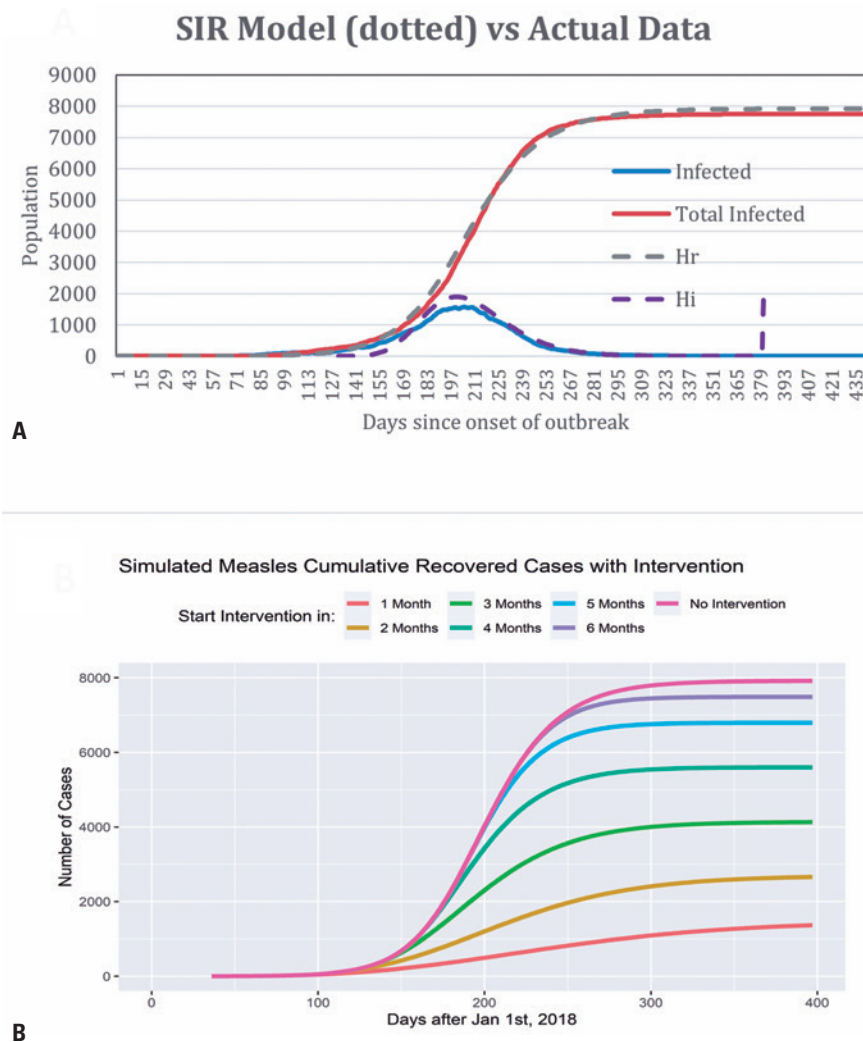 A
SIR Model (dotted) vs Actual Data
9000
8000
7000
6000
5000
4000
3000
2000
1000
0
Population
Infected
Total Infected
Hr
Hi
1 15 29 43 57 71 85 99 113 127 141 155 169 183 197 211 225 239 253 267 281 295 309 323 337 351 365 379 393 407 421 435
Days since onset of outbreak
A
B
Simulated Measles Cumulative Recovered Cases with Intervention
Start Intervention in:
1 Month 3 Months 5 Months No Intervention
2 Months 4 Months 6 Months
8000
6000
4000
2000
0
Number of Cases
0 100 200 300 400
Days after Jan 1st, 2018
B